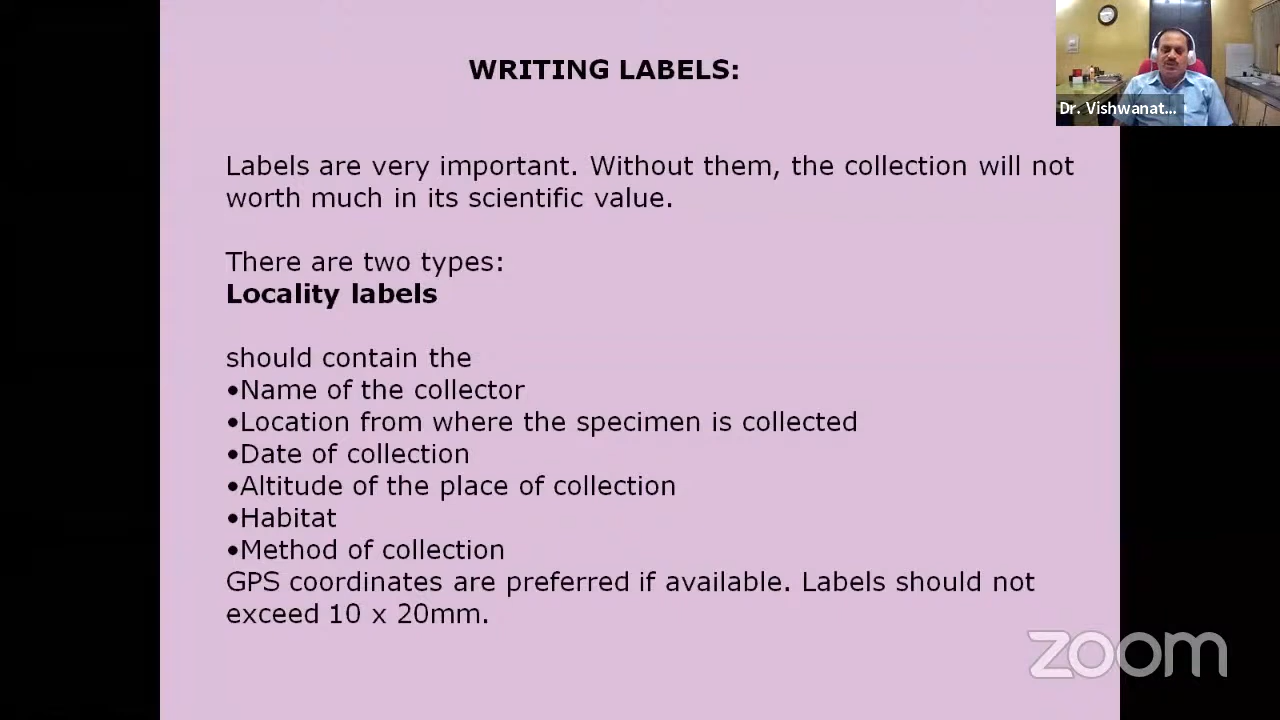 WRITING LABELS:
Dr. Vishwanat...
Labels are very important. Without them, the collection will not
worth much in its scientific value.
There are two types:
Locality labels
should contain the
•Name of the collector
•Location from where the specimen is collected
•Date of collection
•Altitude of the place of collection
•Habitat
•Method of collection
GPS coordinates are preferred if available. Labels should not
exceed 10 x 20mm.
zoom